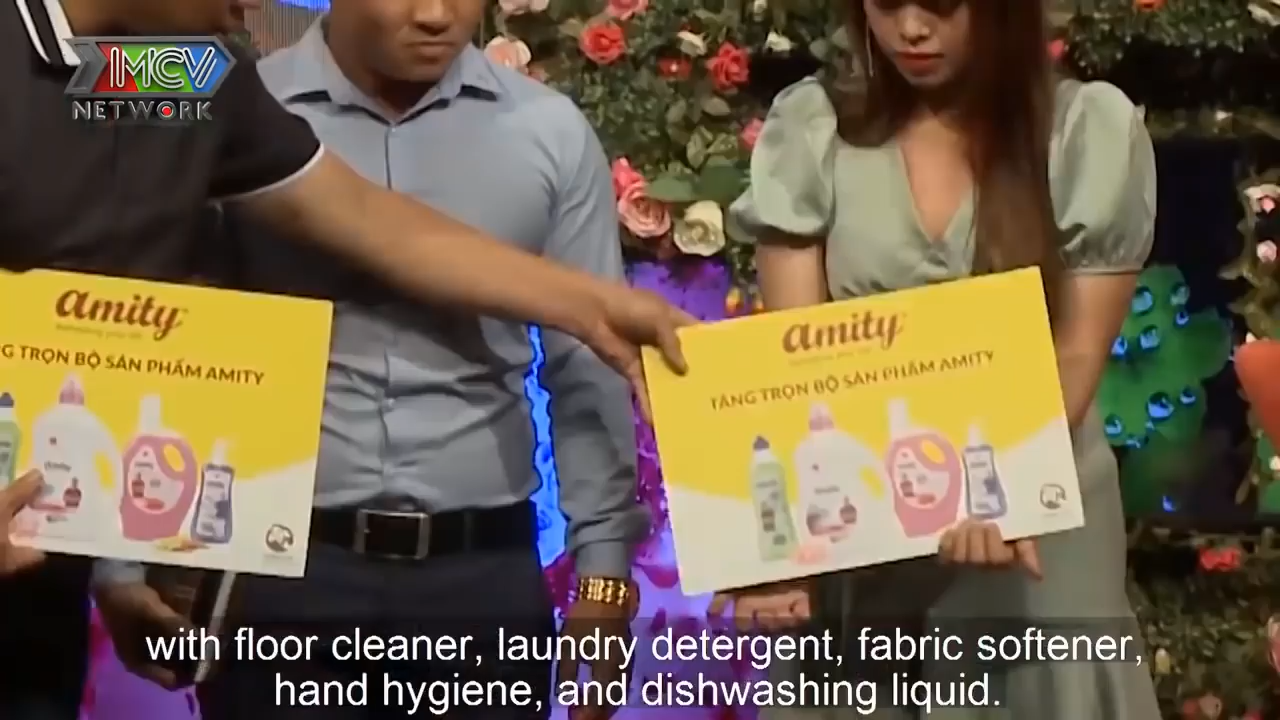 MCV
NETWORK
amity
G TRỌN BỘ SẢN PHẨM AMITY
amity
TẶNG TRỌN BỘ SẢN PHẨM AMITY
with floor cleaner, laundry detergent, fabric softener,
hand hygiene, and dishwashing liquid.